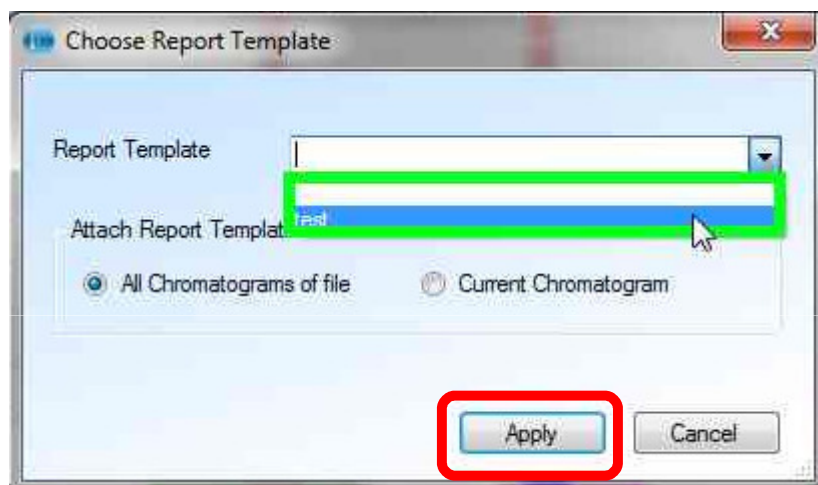 Choose Report Template
Report Template
test
Attach Report Templat
All Chromatograms of file Current Chromatogram
Apply Cancel